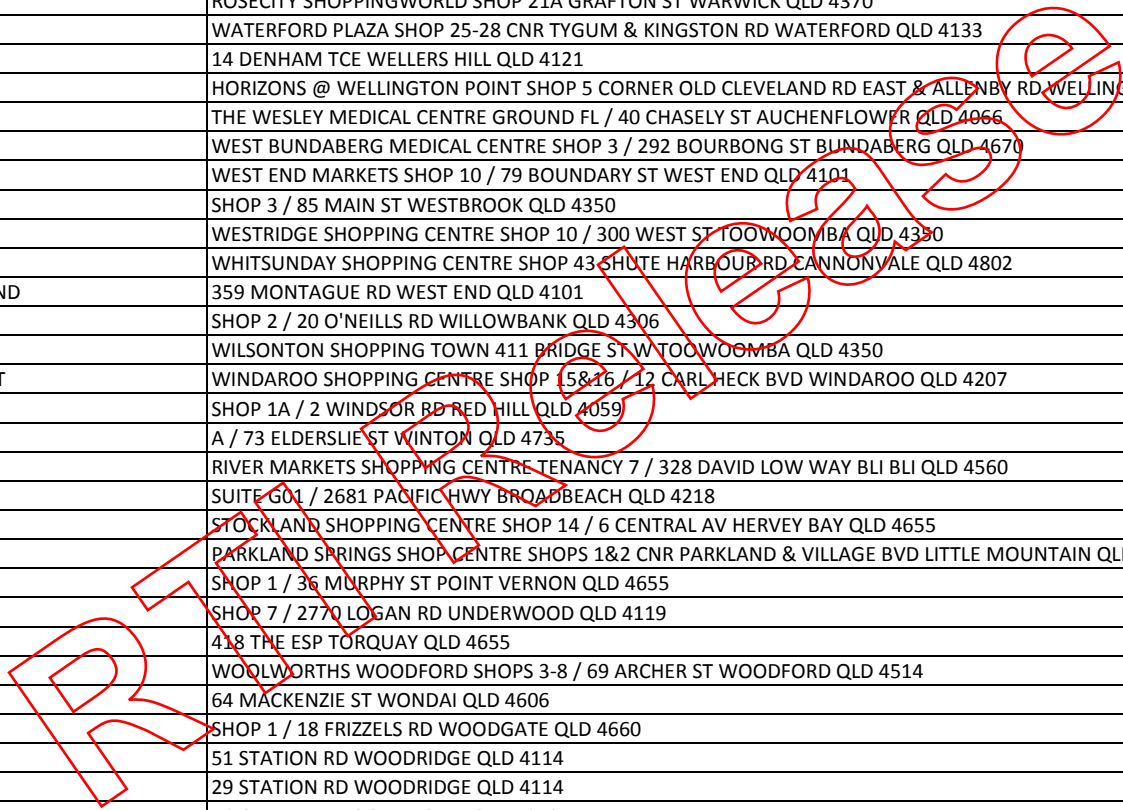 ROSECITY SHOPPINGWORLD SHOP 21A GRAFTON ST WARWICK QLD 4370
WATERFORD PLAZA SHOP 25-28 CNR TYGUM & KINGSTON RD WATERFORD QLD 4133
14 DENHAM TCE WELLERS HILL QLD 4121
HORIZONS @ WELLINGTON POINT SHOP 5 CORNER OLD CLEVELAND RD EAST & ALLENBY RD WELLING
THE WESLEY MEDICAL CENTRE GROUND FL / 40 CHASELY ST AUCHENFLOWER QLD 4066
WEST BUNDABERG MEDICAL CENTRE SHOP 3 / 292 BOURBONG ST BUNDABERG QLD 4670
WEST END MARKETS SHOP 10 / 79 BOUNDARY ST WEST END QLD 4101
SHOP 3 / 85 MAIN ST WESTBROOK QLD 4350
WESTRIDGE SHOPPING CENTRE SHOP 10 / 300 WEST ST TOOWOOMBA QLD 4350
WHITSUNDAY SHOPPING CENTRE SHOP 43 SHUTE HARBOUR RD CANNONVALE QLD 4802
ND 359 MONTAGUE RD WEST END QLD 4101
SHOP 2 / 20 O'NEILLS RD WILLOWBANK QLD 4306
WILSONTON SHOPPING TOWN 411 BRIDGE ST W TOOWOOMBA QLD 4350
T WINDAROO SHOPPING CENTRE SHOP 15&16 / 12 CARL HECK BVD WINDAROO QLD 4207
SHOP 1A / 2 WINDSOR RD RED HILL QLD 4059
A / 73 ELDERSLIE ST WINTON QLD 4735
RIVER MARKETS SHOPPING CENTRE TENANCY 7 / 328 DAVID LOW WAY BLI BLI QLD 4560
SUITE G01 / 2681 PACIFIC HWY BROADBEACH QLD 4218
STOCKLAND SHOPPING CENTRE SHOP 14 / 6 CENTRAL AV HERVEY BAY QLD 4655
PARKLAND SPRINGS SHOP CENTRE SHOPS 1&2 CNR PARKLAND & VILLAGE BVD LITTLE MOUNTAIN QL
SHOP 1 / 36 MURPHY ST POINT VERNON QLD 4655
SHOP 7 / 2770 LOGAN RD UNDERWOOD QLD 4119
418 THE ESP TORQUAY QLD 4655
WOOLWORTHS WOODFORD SHOPS 3-8 / 69 ARCHER ST WOODFORD QLD 4514
64 MACKENZIE ST WONDAI QLD 4606
SHOP 1 / 18 FRIZZELS RD WOODGATE QLD 4660
51 STATION RD WOODRIDGE QLD 4114
29 STATION RD WOODRIDGE QLD 4114
RTI Release